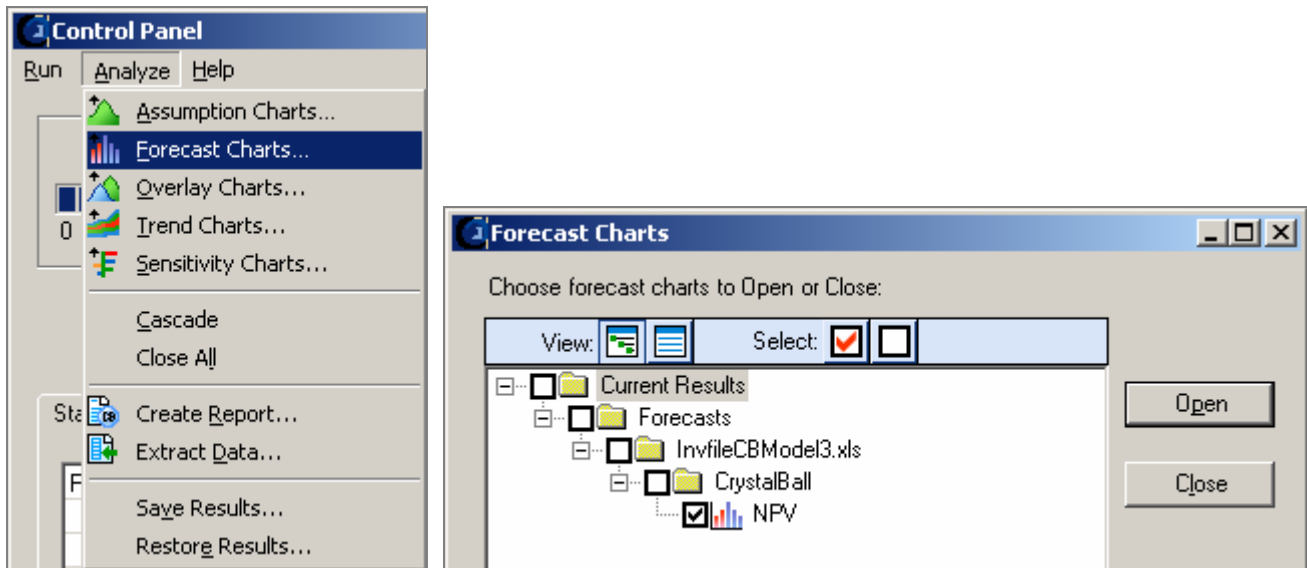 Control Panel
Run Analyze Help
Assumption Charts...
Forecast Charts...
Overlay Charts...
0 Trend Charts...
Sensitivity Charts...
Cascade
Close All
Sta Create Report...
Extract Data...
F
Save Results...
Restore Results...
Forecast Charts
Choose forecast charts to Open or Close:
View: Select:
Current Results
Forecasts
InvfileCBModel3.xls
CrystalBall
NPV
Open
Close